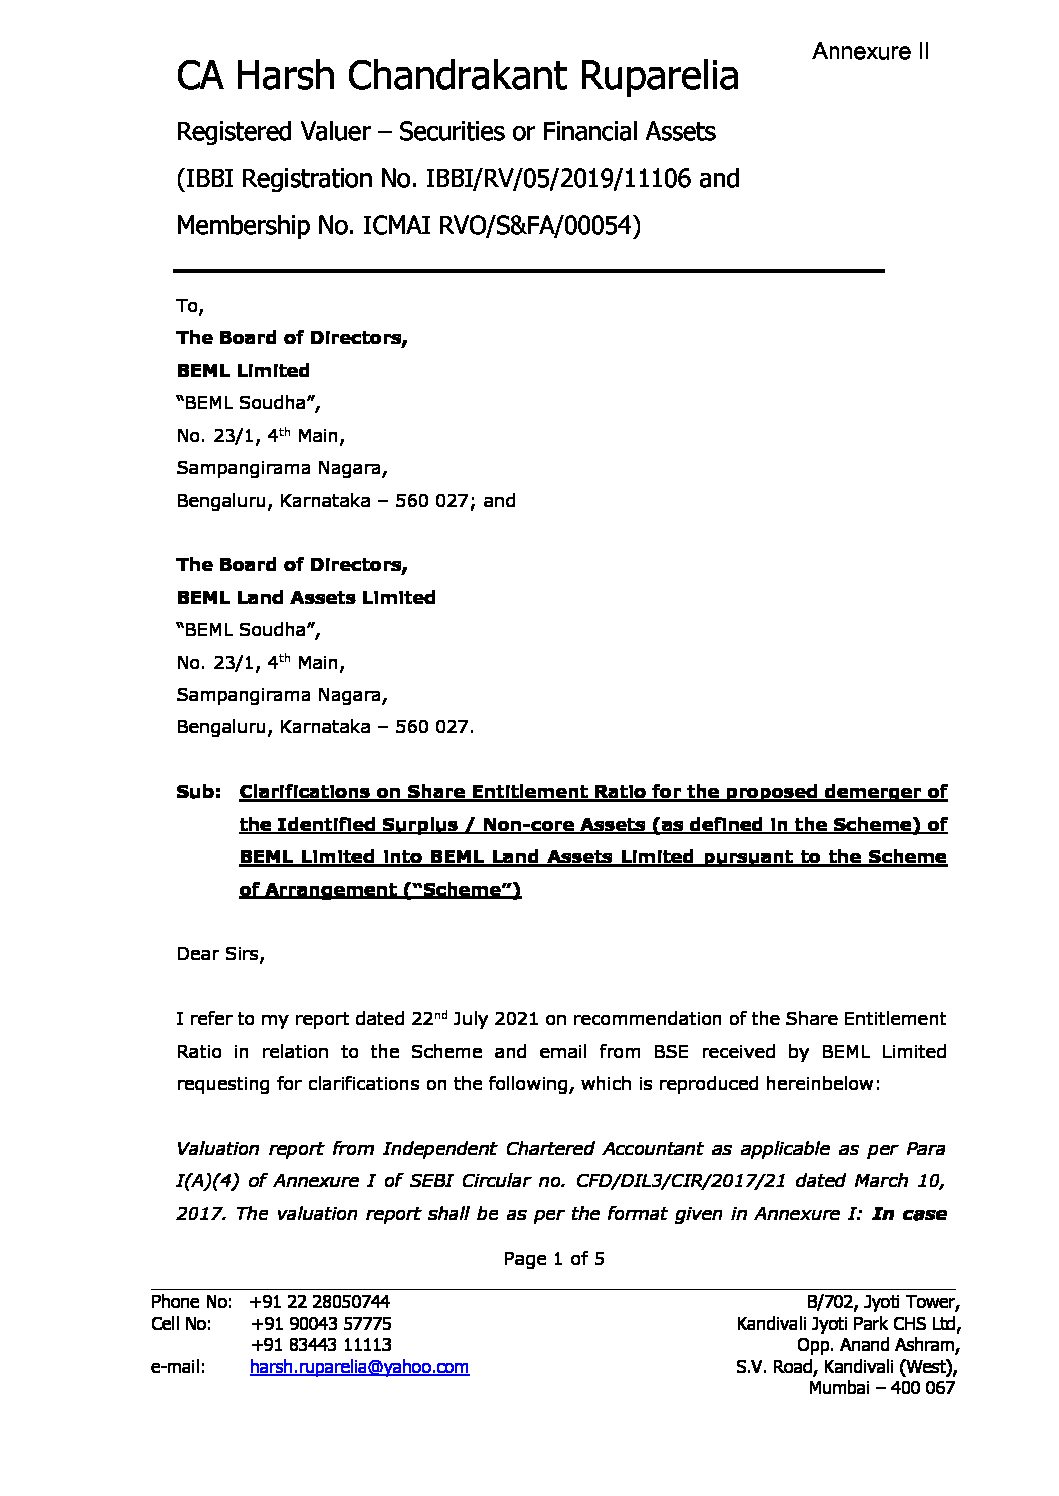 Annexure II
CA Harsh Chandrakant Ruparelia
Registered Valuer – Securities or Financial Assets
(IBBI Registration No. IBBI/RV/05/2019/11106 and
Membership No. ICMAI RVO/S&FA/00054)
To,
The Board of Directors,
BEML Limited
“BEML Soudha”,
No. 23/1, 4th Main,
Sampangirama Nagara,
Bengaluru, Karnataka – 560 027; and
The Board of Directors,
BEML Land Assets Limited
“BEML Soudha”,
No. 23/1, 4th Main,
Sampangirama Nagara,
Bengaluru, Karnataka – 560 027.
Sub: Clarifications on Share Entitlement Ratio for the proposed demerger of
the Identified Surplus / Non-core Assets (as defined in the Scheme) of
BEML Limited into BEML Land Assets Limited pursuant to the Scheme
of Arrangement (“Scheme”)
Dear Sirs,
I refer to my report dated 22nd July 2021 on recommendation of the Share Entitlement
Ratio in relation to the Scheme and email from BSE received by BEML Limited
requesting for clarifications on the following, which is reproduced hereinbelow:
Valuation report from Independent Chartered Accountant as applicable as per Para
I(A)(4) of Annexure I of SEBI Circular no. CFD/DIL3/CIR/2017/21 dated March 10,
2017. The valuation report shall be as per the format given in Annexure I: In case
Page 1 of 5
Phone No: +91 22 28050744 B/702, Jyoti Tower,
Cell No: +91 90043 57775 Kandivali Jyoti Park CHS Ltd,
+91 83443 11113 Opp. Anand Ashram,
e-mail: harsh.ruparelia@yahoo.com S.V. Road, Kandivali (West),
Mumbai – 400 067